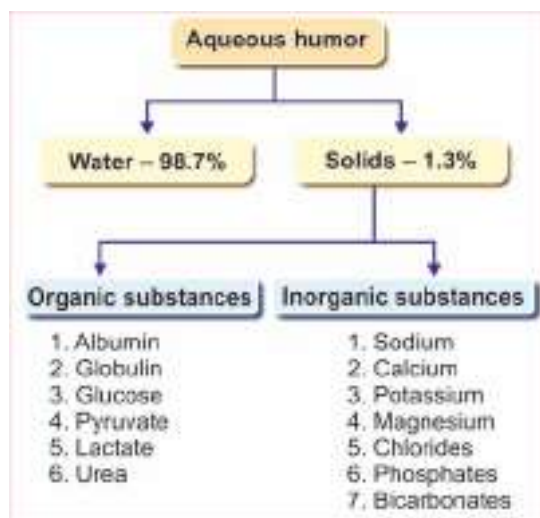 Aqueous humor
Water – 98.7%
Solids – 1.3%
Organic substances
1. Albumin
2. Globulin
3. Glucose
4. Pyruvate
5. Lactate
6. Urea
Inorganic substances
1. Sodium
2. Calcium
3. Potassium
4. Magnesium
5. Chlorides
6. Phosphates
7. Bicarbonates